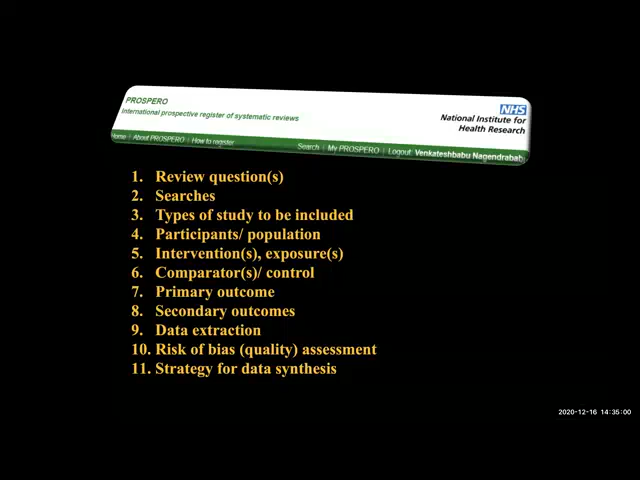 PROSPERO
International prospective register of systematic reviews
NHS
National Institute for
Health Research
Home | About PROSPERO | How to register
Search | My PROSPERO | Logout: Venkateshbabu Nagendrababu
1. Review question(s)
2. Searches
3. Types of study to be included
4. Participants/ population
5. Intervention(s), exposure(s)
6. Comparator(s)/ control
7. Primary outcome
8. Secondary outcomes
9. Data extraction
10. Risk of bias (quality) assessment
11. Strategy for data synthesis
2020-12-16 14:35:00